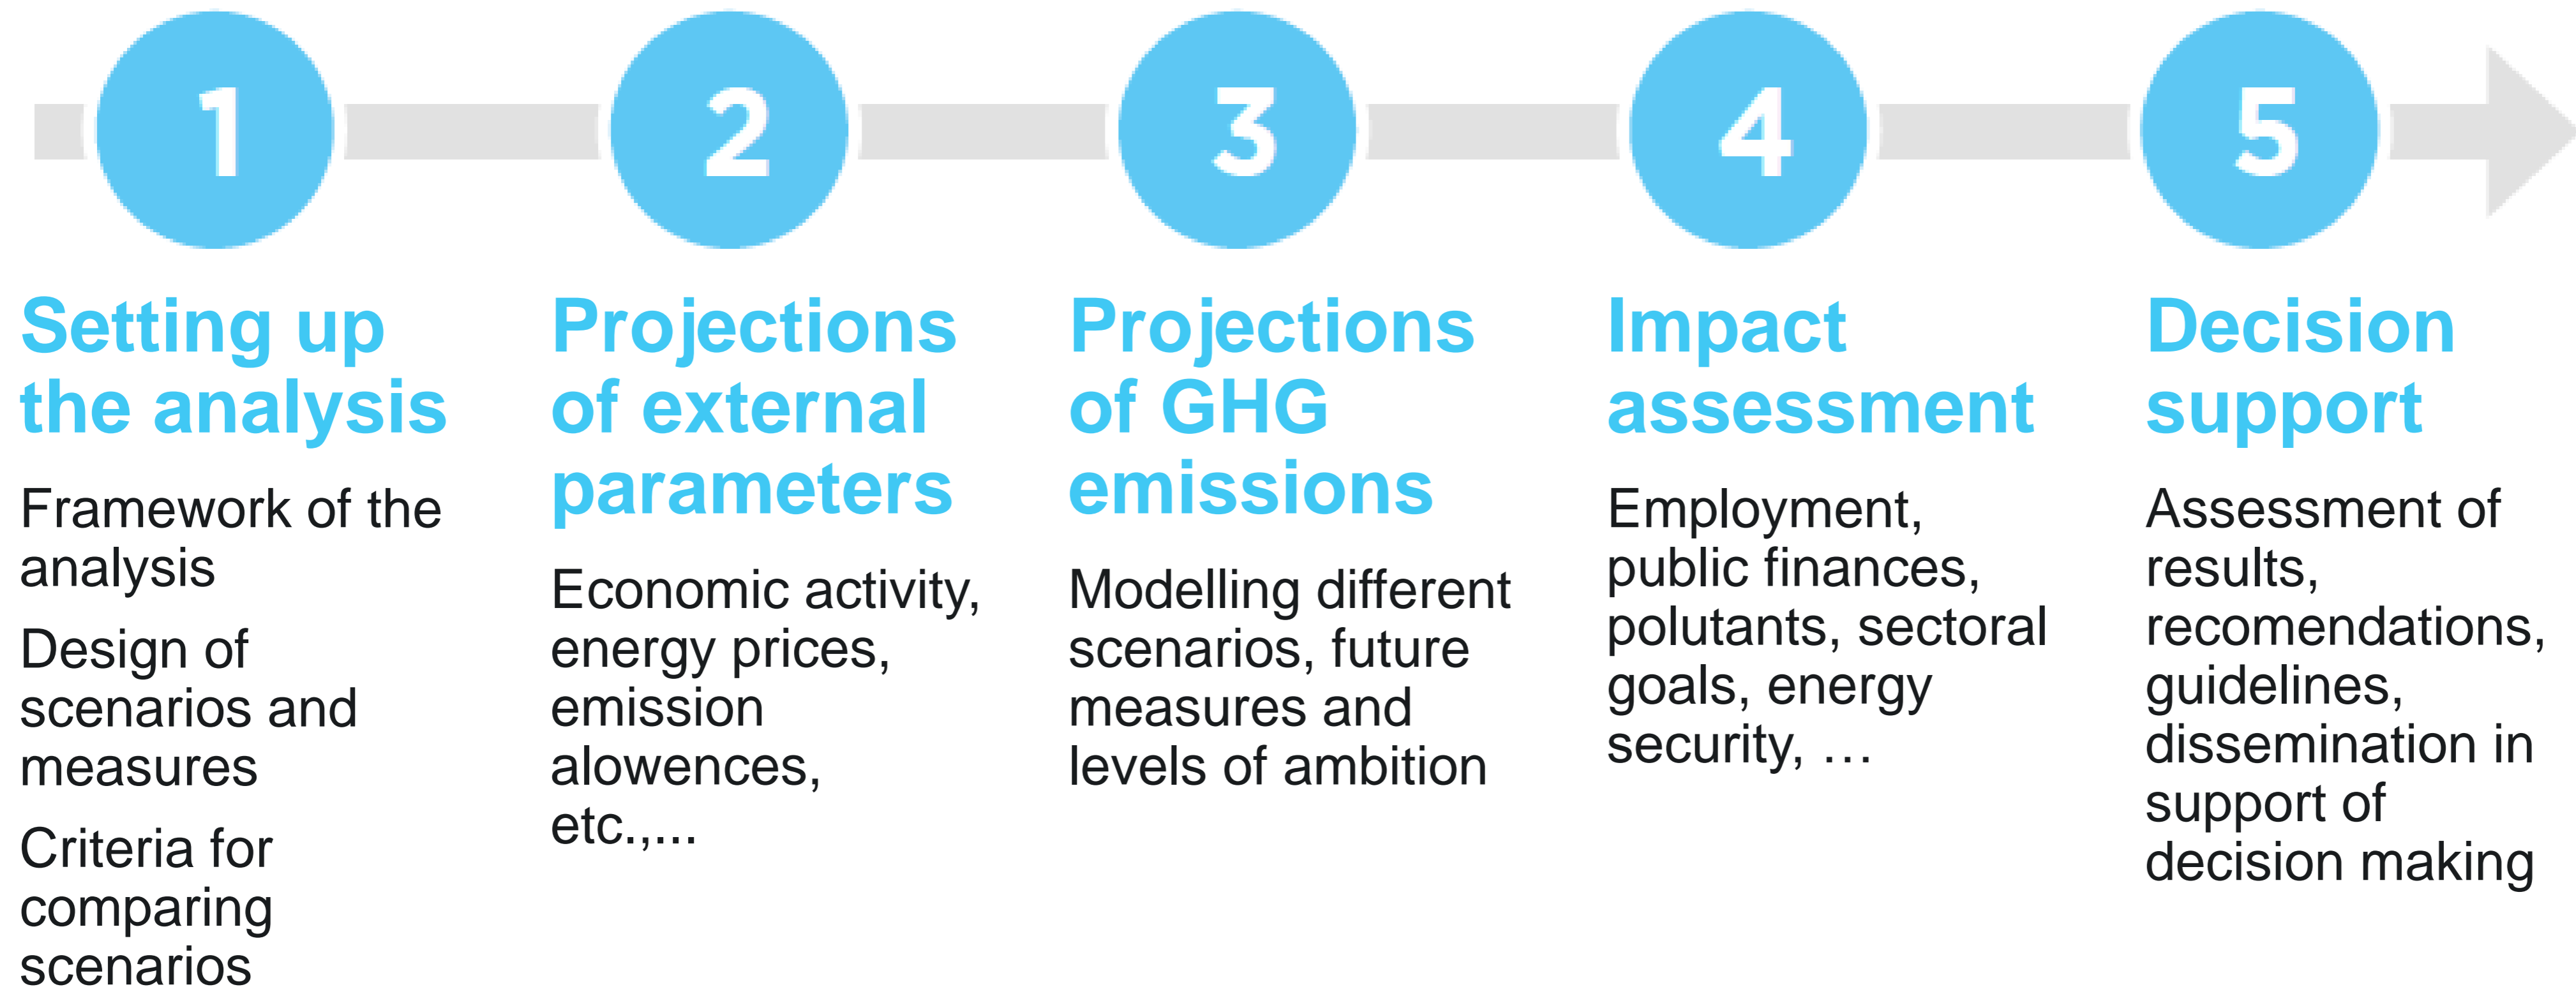 1
2
3
4
5
Setting up
the analysis
Framework of the
analysis
Design of
scenarios and
measures
Criteria for
comparing
scenarios
Projections
of external
parameters
Economic activity,
energy prices,
emission
alowences,
etc.,...
Projections
of GHG
emissions
Modelling different
scenarios, future
measures and
levels of ambition
Impact
assessment
Employment,
public finances,
polutants, sectoral
goals, energy
security, …
Decision
support
Assessment of
results,
recomendations,
guidelines,
dissemination in
support of
decision making